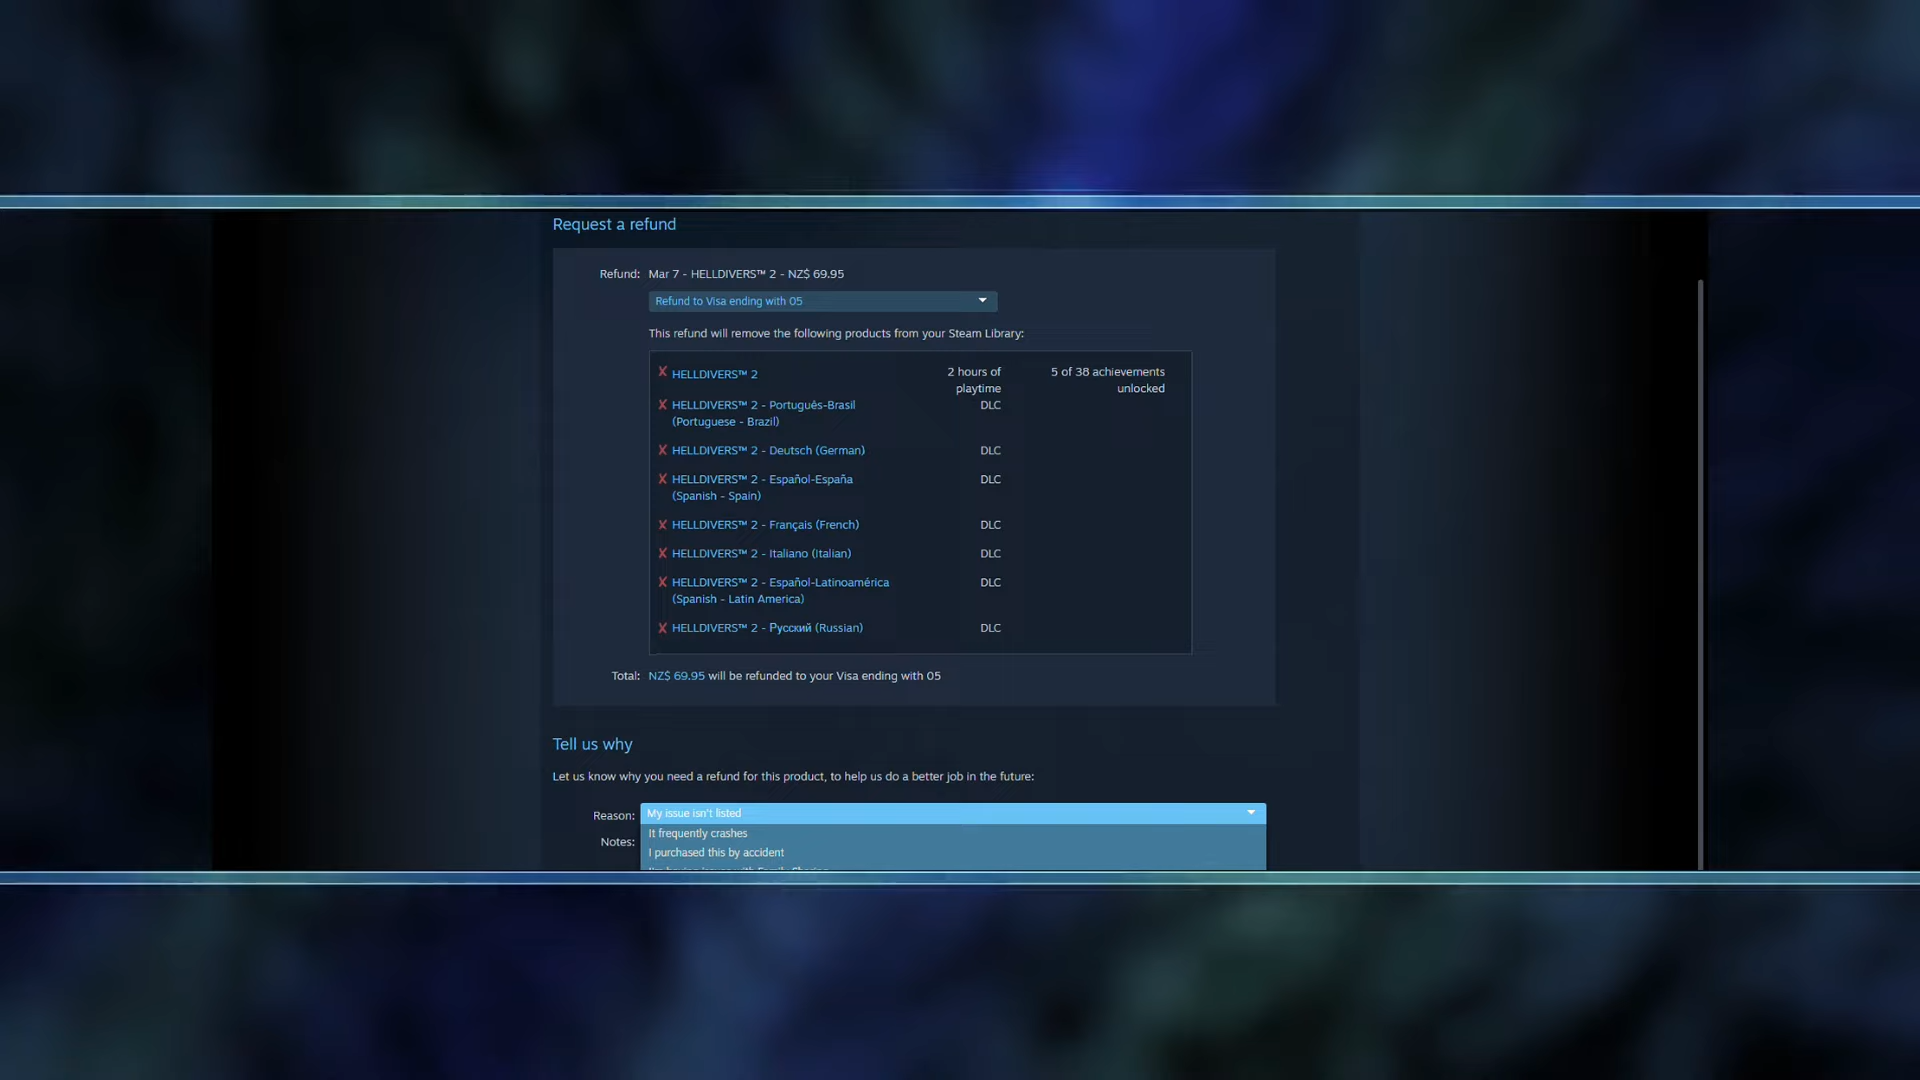 Request a refund
Refund: Mar 7 - HELLDIVERS™ 2 - NZ$ 69.95
Refund to Visa ending with 05
This refund will remove the following products from your Steam Library:
HELLDIVERS™ 2 2 hours of playtime 5 of 38 achievements unlocked
HELLDIVERS™ 2 - Português-Brasil DLC
(Portuguese - Brazil)
HELLDIVERS™ 2 - Deutsch (German) DLC
HELLDIVERS™ 2 - Español-España DLC
(Spanish - Spain)
HELLDIVERS™ 2 - Français (French) DLC
HELLDIVERS™ 2 - Italiano (Italian) DLC
HELLDIVERS™ 2 - Español-Latinoamérica DLC
(Spanish - Latin America)
HELLDIVERS™ 2 - Русский (Russian) DLC
Total: NZ$ 69.95 will be refunded to your Visa ending with 05
Tell us why
Let us know why you need a refund for this product, to help us do a better job in the future:
Reason: My issue isn't listed
It frequently crashes
Notes:
I purchased this by accident